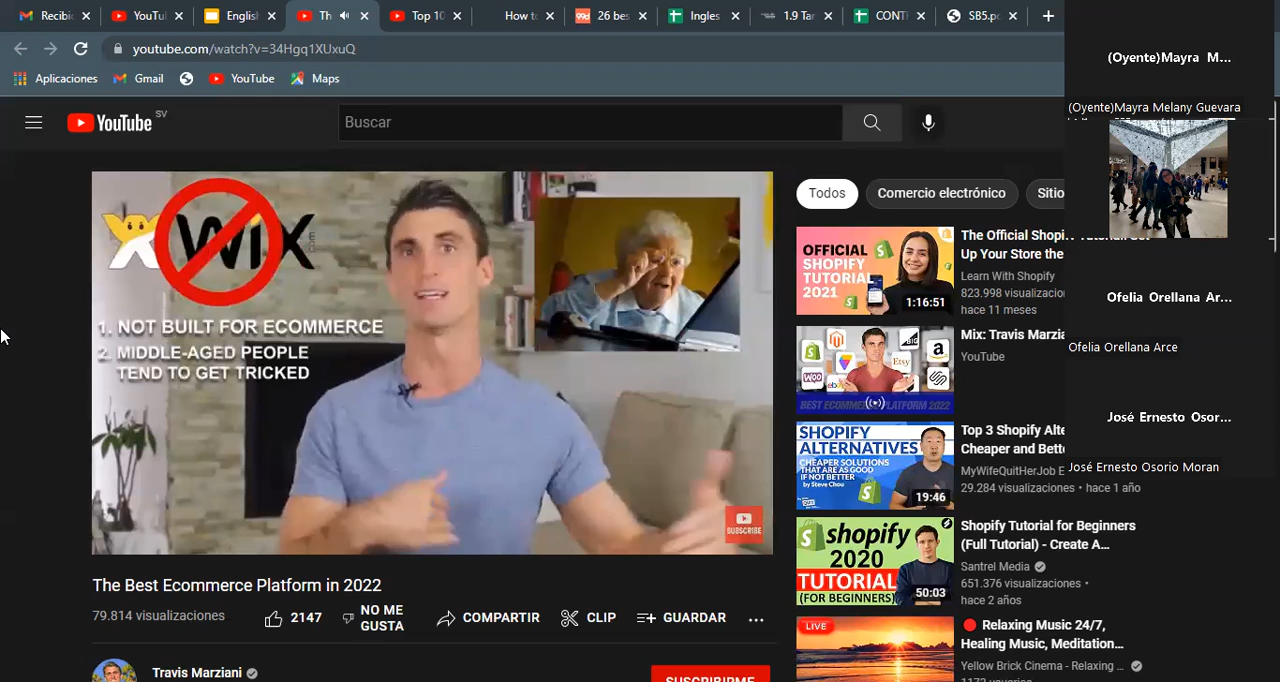 Recibic
YouTul
English
Th
Top 10
How to
26 bes
Ingles
1.9 Tar
CONTI
SB5.pc
youtube.com/watch?v=34Hgq1XUxuQ
Aplicaciones
Gmail
YouTube
Maps
YouTube SV
Buscar
WiX
1. NOT BUILT FOR ECOMMERCE
2. MIDDLE-AGED PEOPLE
TEND TO GET TRICKED
SUBSCRIBE
The Best Ecommerce Platform in 2022
79.814 visualizaciones
2147
NO ME
GUSTA
COMPARTIR
CLIP
GUARDAR
Travis Marziani
SUSCRIBIRME
Todos
Comercio electrónico
Sitio
OFFICIAL
SHOPIFY
TUTORIAL
2021
1:16:51
The Official Shopi
Up Your Store the
Learn With Shopify
823.998 visualizacio
hace 11 meses
BEST ECOMMERCE PLATFORM 2022
Mix: Travis Marzia
YouTube
SHOPIFY
ALTERNATIVES
CHEAPER SOLUTIONS
THAT ARE AS GOOD
IF NOT BETTER
by Steve Chou
19:46
Top 3 Shopify Alte
Cheaper and Bette
MyWifeQuitHerJob E
29.284 visualizaciones • hace 1 año
shopify
2020
TUTORIAL
(FOR BEGINNERS)
50:03
Shopify Tutorial for Beginners
(Full Tutorial) - Create A...
Santrel Media
651.376 visualizaciones •
hace 2 años
LIVE
Relaxing Music 24/7,
Healing Music, Meditation...
Yellow Brick Cinema - Relaxing ...
(Oyente)Mayra M...
(Oyente)Mayra Melany Guevara
Ofelia Orellana Ar...
Ofelia Orellana Arce
José Ernesto Osor...
José Ernesto Osorio Moran